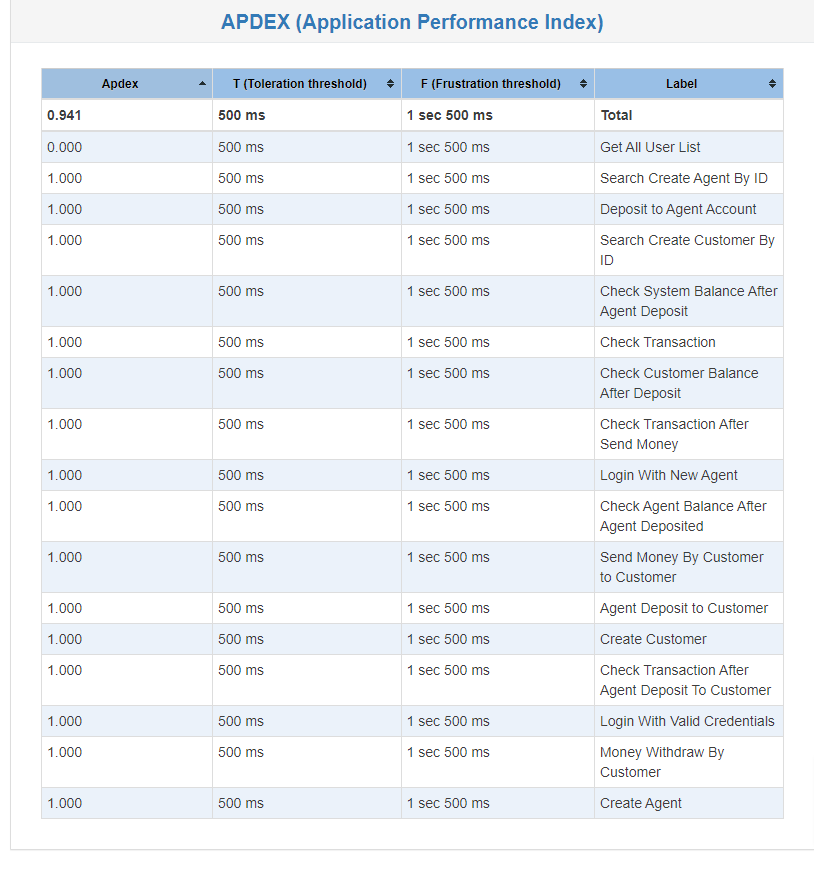 APDEX (Application Performance Index)
Apdex T (Toleration threshold) F (Frustration threshold) Label
0.941 500 ms 1 sec 500 ms Total
0.000 500 ms 1 sec 500 ms Get All User List
1.000 500 ms 1 sec 500 ms Search Create Agent By ID
1.000 500 ms 1 sec 500 ms Deposit to Agent Account
1.000 500 ms 1 sec 500 ms Search Create Customer By
ID
1.000 500 ms 1 sec 500 ms Check System Balance After
Agent Deposit
1.000 500 ms 1 sec 500 ms Check Transaction
1.000 500 ms 1 sec 500 ms Check Customer Balance
After Deposit
1.000 500 ms 1 sec 500 ms Check Transaction After
Send Money
1.000 500 ms 1 sec 500 ms Login With New Agent
1.000 500 ms 1 sec 500 ms Check Agent Balance After
Agent Deposited
1.000 500 ms 1 sec 500 ms Send Money By Customer
to Customer
1.000 500 ms 1 sec 500 ms Agent Deposit to Customer
1.000 500 ms 1 sec 500 ms Create Customer
1.000 500 ms 1 sec 500 ms Check Transaction After
Agent Deposit To Customer
1.000 500 ms 1 sec 500 ms Login With Valid Credentials
1.000 500 ms 1 sec 500 ms Money Withdraw By
Customer
1.000 500 ms 1 sec 500 ms Create Agent